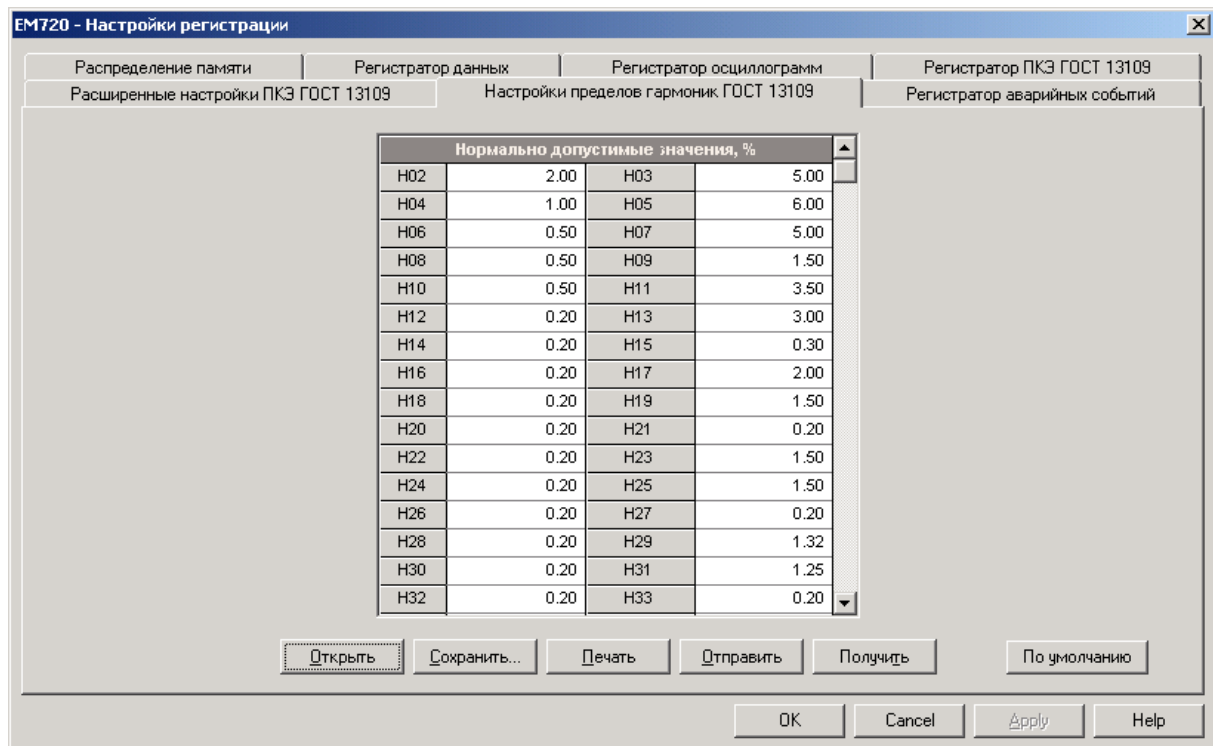 EM720 - Настройки регистрации
Распределение памяти Регистратор данных Регистратор осциллограмм Регистратор ПКЭ ГОСТ 13109
Расширенные настройки ПКЭ ГОСТ 13109 Настройки пределов гармоник ГОСТ 13109 Регистратор аварийных событий
Нормально допустимые значения, %
H02 2.00 H03 5.00
H04 1.00 H05 6.00
H06 0.50 H07 5.00
H08 0.50 H09 1.50
H10 0.50 H11 3.50
H12 0.20 H13 3.00
H14 0.20 H15 0.30
H16 0.20 H17 2.00
H18 0.20 H19 1.50
H20 0.20 H21 0.20
H22 0.20 H23 1.50
H24 0.20 H25 1.50
H26 0.20 H27 0.20
H28 0.20 H29 1.32
H30 0.20 H31 1.25
H32 0.20 H33 0.20
Открыть Сохранить... Печать Отправить Получить По умолчанию
OK Cancel Apply Help